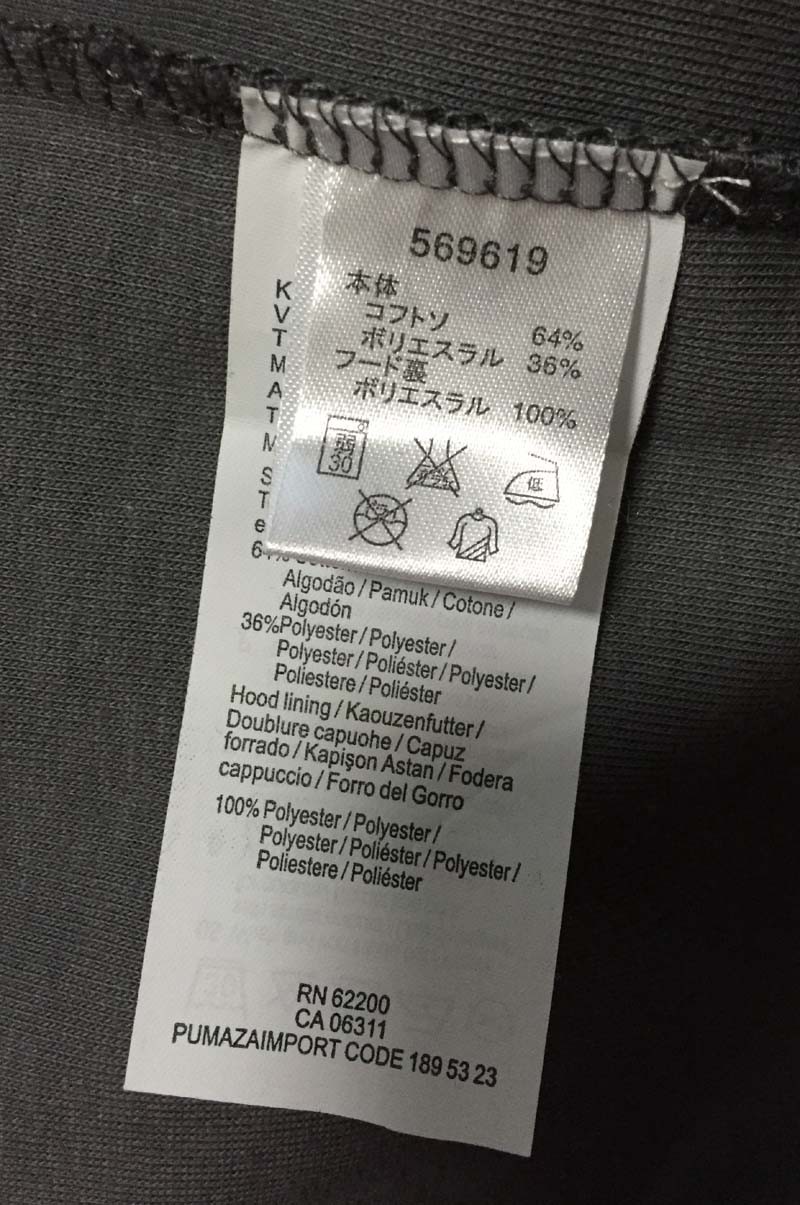 569619
本体
コフトソ 64%
ポリエスラル 36%
フード裏
ポリエスラル 100%
弱
30
低
K
V
T
M
A
T
M
S
T
e
Algodão / Pamuk / Cotone /
Algodón
36%Polyester / Polyester /
Polyester / Poliéster / Polyester /
Poliestere / Poliéster
Hood lining / Kaouzenfutter /
Doublure capuohe / Capuz
forrado / Kapişon Astan / Fodera
cappuccio / Forro del Gorro
100% Polyester / Polyester /
Polyester / Poliéster / Polyester /
Poliestere / Poliéster
RN 62200
CA 06311
PUMAZAIMPORT CODE 189 53 23